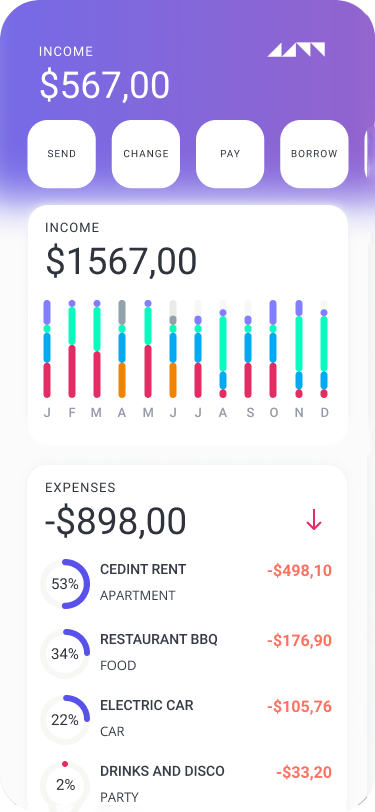 INCOME
$567,00
SEND
CHANGE
PAY
BORROW
INCOME
$1567,00
J F M A M J J A S O N D
EXPENSES
-$898,00
53%
CEDINT RENT
-$498,10
APARTMENT
34%
RESTAURANT BBQ
-$176,90
FOOD
22%
ELECTRIC CAR
-$105,76
CAR
2%
DRINKS AND DISCO
-$33,20
PARTY